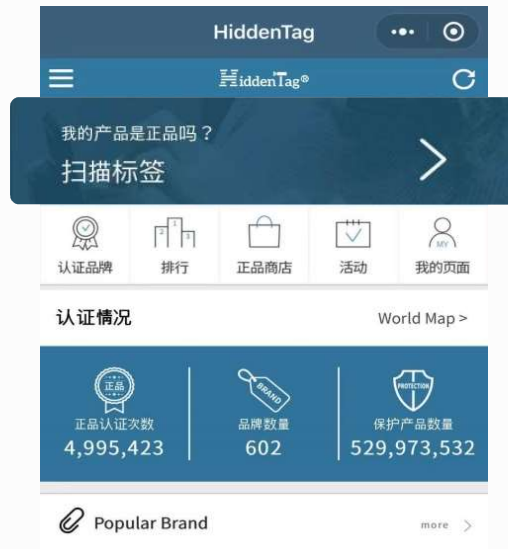 HiddenTag
HiddenTag®
我的产品是正品吗？
扫描标签
认证品牌
排行
正品商店
活动
MY
我的页面
认证情况
World Map >
正品
BRAND
PROTECTION
正品认证次数
品牌数量
保护产品数量
4,995,423
602
529,973,532
Popular Brand
more >